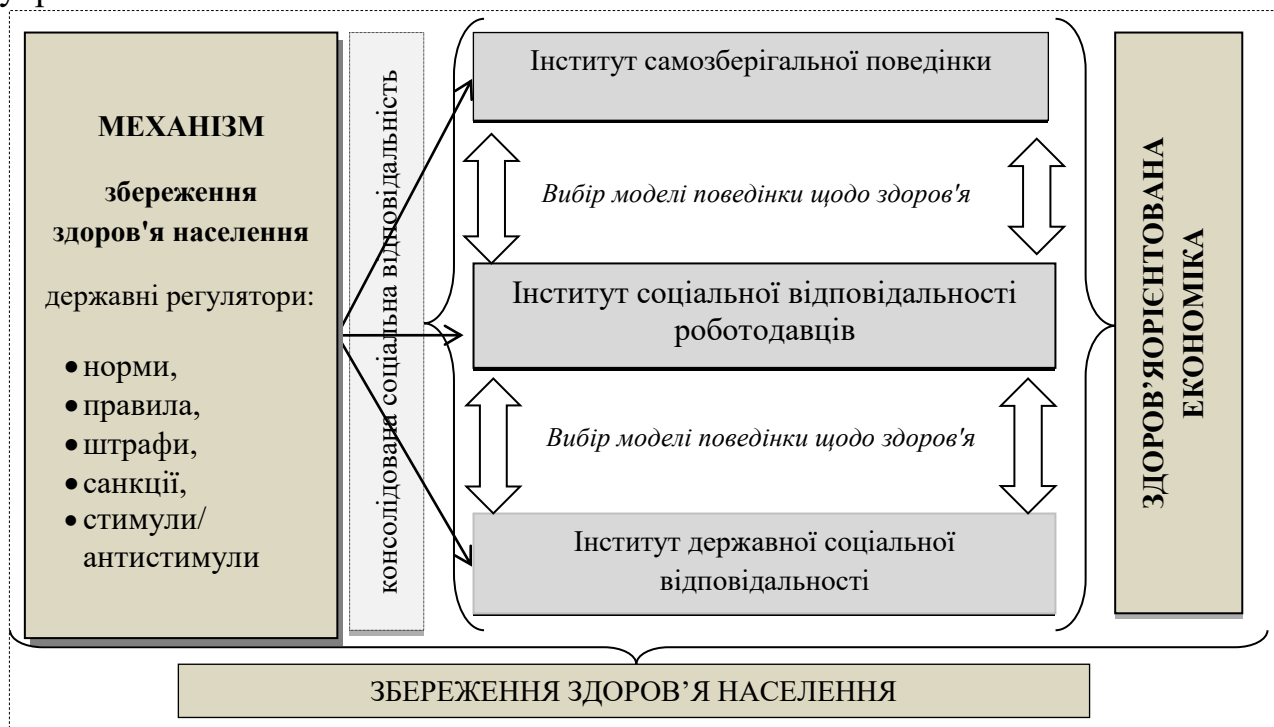 МЕХАНІЗМ
збереження
здоров'я населення
державні регулятори:
• норми,
• правила,
• штрафи,
• санкції,
• стимули/
антистимули
консолідована соціальна відповідальність
Інститут самозберігальної поведінки
Вибір моделі поведінки щодо здоров'я
Інститут соціальної відповідальності
роботодавців
Вибір моделі поведінки щодо здоров'я
Інститут державної соціальної
відповідальності
ЗДОРОВ’ЯОРІЄНТОВАНА
ЕКОНОМІКА
ЗБЕРЕЖЕННЯ ЗДОРОВ’Я НАСЕЛЕННЯ